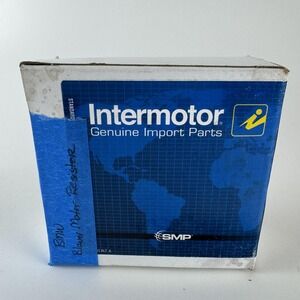 Intermotor
Genuine Import Parts
SMP
BMW
Blower Motor Resistor